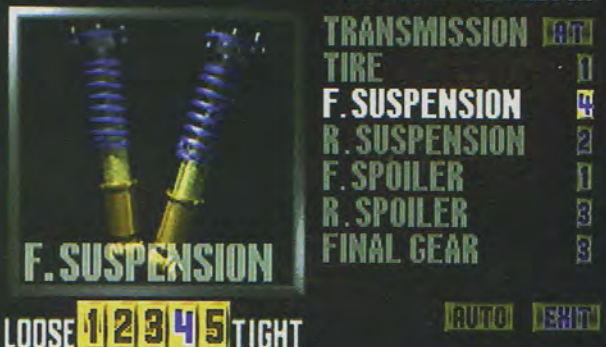 TRANSMISSION AT
TIRE 1
F.SUSPENSION 4
R.SUSPENSION 2
F.SPOILER 1
R.SPOILER 3
FINAL GEAR 3
F.SUSPENSION
LOOSE 1 2 3 4 5 TIGHT
AUTO EXIT